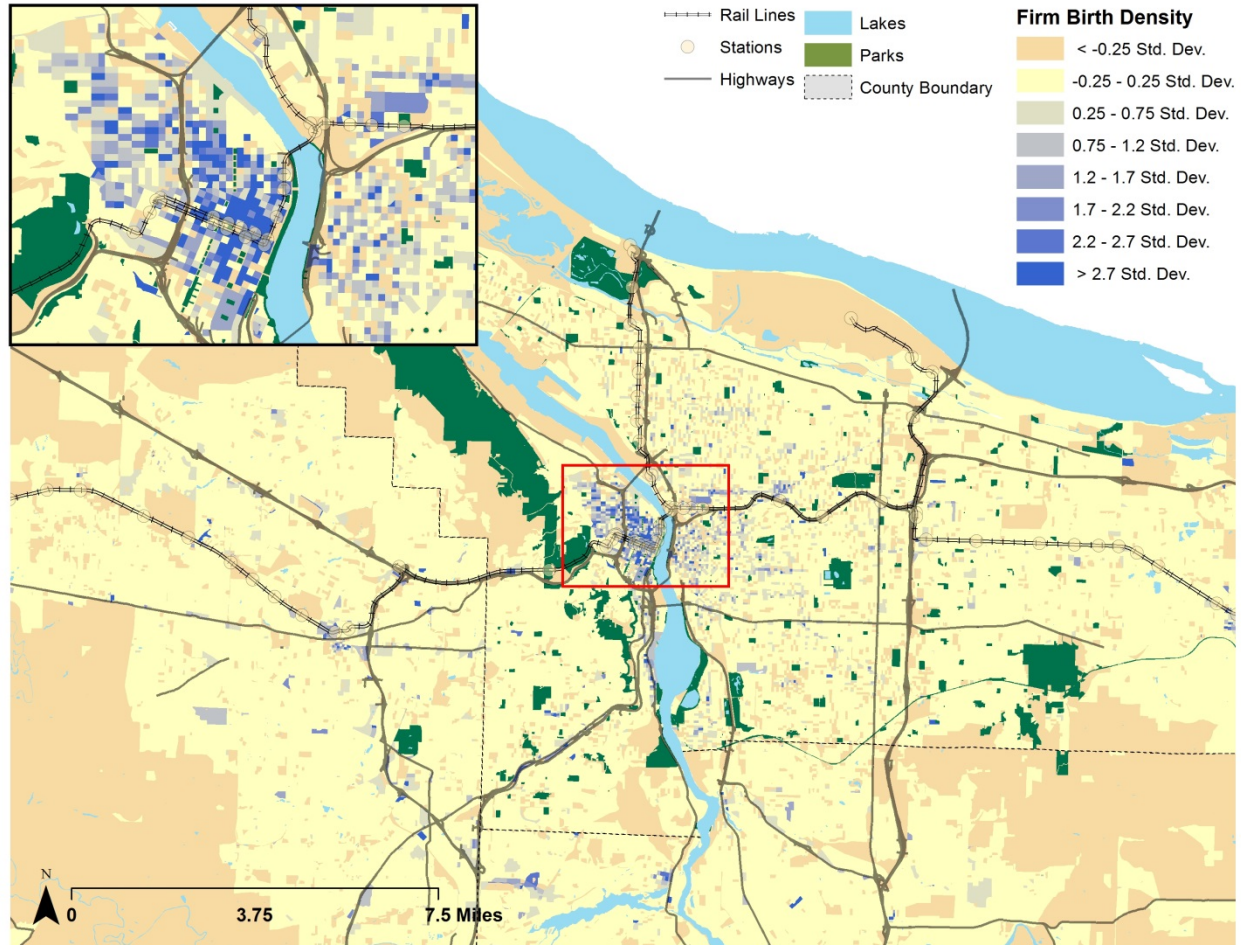 Rail Lines
Stations
Highways
Lakes
Parks
County Boundary
Firm Birth Density
< -0.25 Std. Dev.
-0.25 - 0.25 Std. Dev.
0.25 - 0.75 Std. Dev.
0.75 - 1.2 Std. Dev.
1.2 - 1.7 Std. Dev.
1.7 - 2.2 Std. Dev.
2.2 - 2.7 Std. Dev.
> 2.7 Std. Dev.
N
0 3.75 7.5 Miles